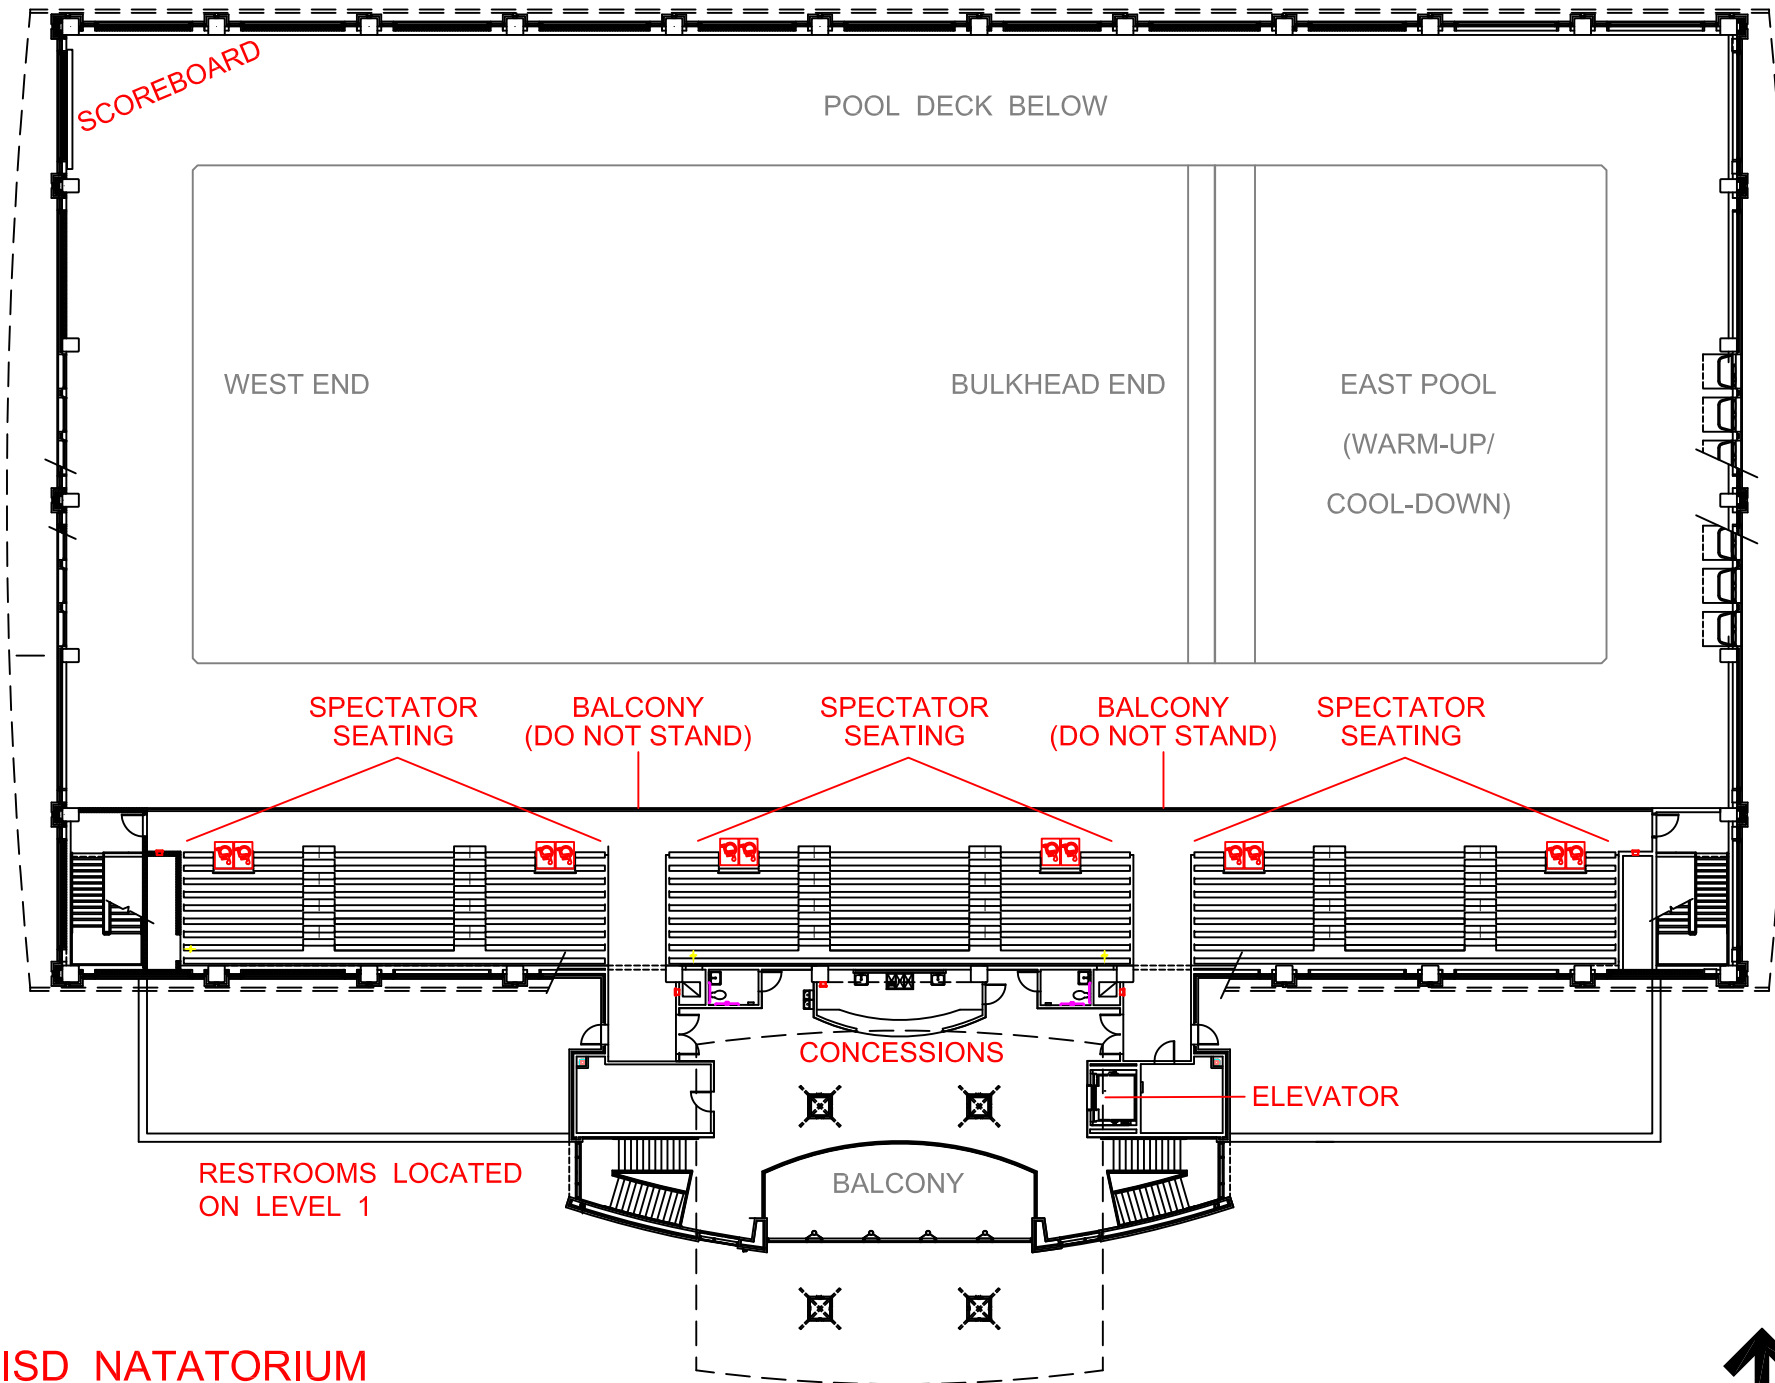 SCOREBOARD
POOL DECK BELOW
WEST END
BULKHEAD END
EAST POOL
(WARM-UP/
COOL-DOWN)
SPECTATOR
SEATING
BALCONY
(DO NOT STAND)
SPECTATOR
SEATING
BALCONY
(DO NOT STAND)
SPECTATOR
SEATING
CONCESSIONS
ELEVATOR
RESTROOMS LOCATED
ON LEVEL 1
BALCONY
ISD NATATORIUM